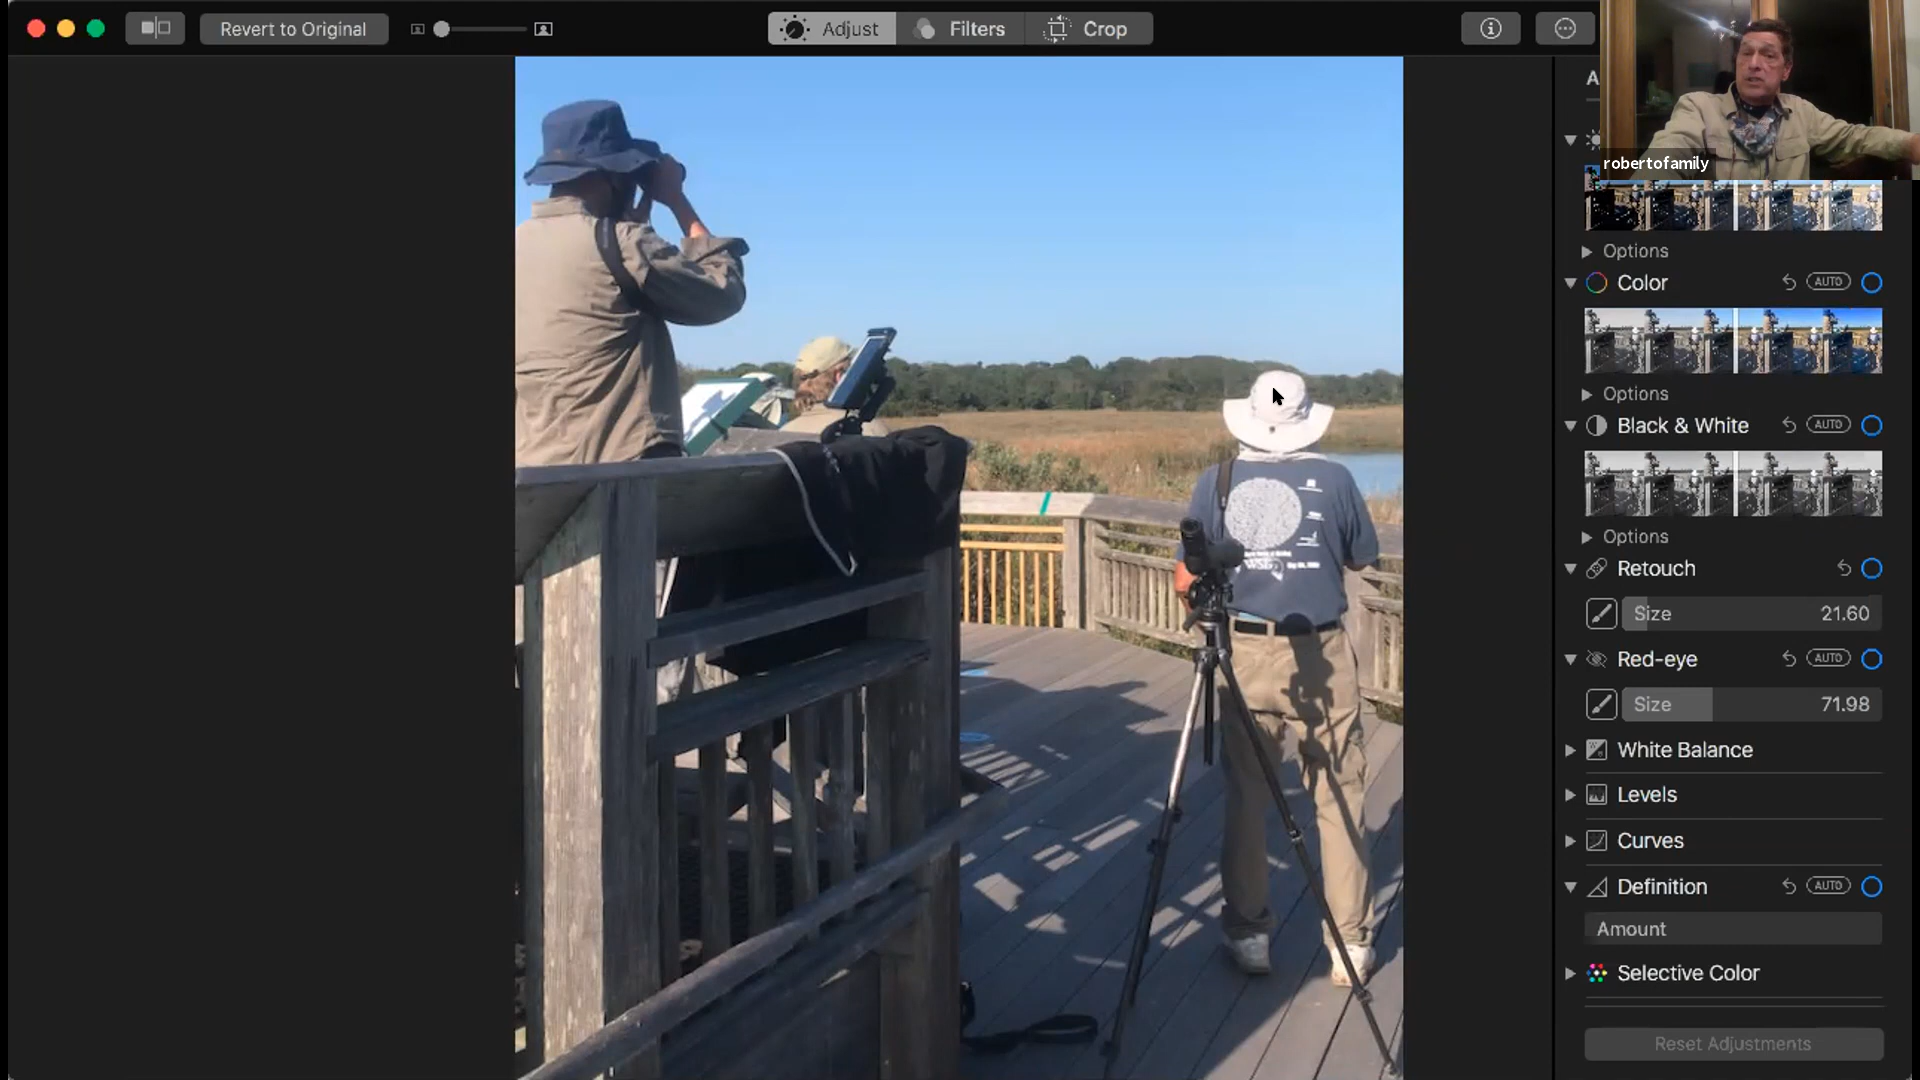 Revert to Original
Adjust
Filters
Crop
A
robertofamily
Options
Color
AUTO
Options
Black & White
AUTO
Options
Retouch
Size 21.60
Red-eye
AUTO
Size 71.98
White Balance
Levels
Curves
Definition
AUTO
Amount
Selective Color
Reset Adjustments
WSB